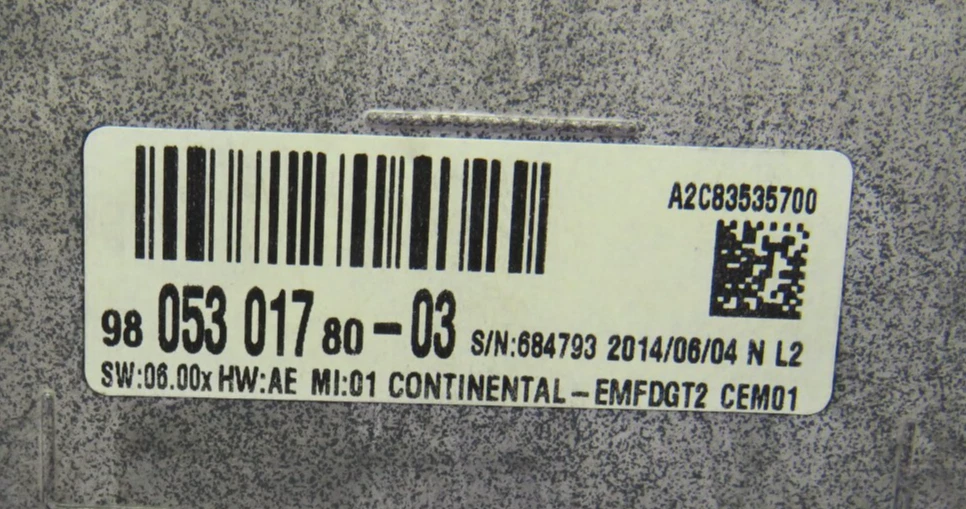 A2C83535700
98 053 017 80-03 S/N:684793 2014/06/04 N L2
SW:06.00x HW:AE MI:01 CONTINENTAL-EMFDGT2 CEM01